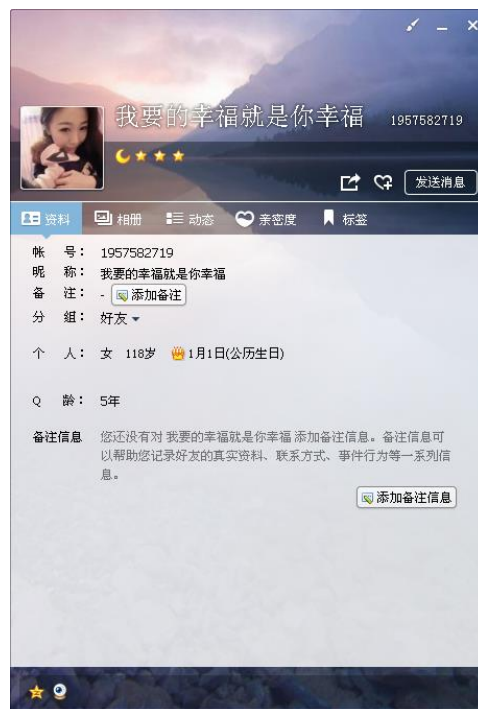 我要的幸福就是你幸福 1957582719
发送消息
资料 相册 动态 亲密度 标签
帐 号： 1957582719
昵 称： 我要的幸福就是你幸福
备 注： - 添加备注
分 组： 好友
个 人： 女 118岁 1月1日(公历生日)
Q 龄： 5年
备注信息 您还没有对 我要的幸福就是你幸福 添加备注信息。备注信息可
以帮助您记录好友的真实资料、联系方式、事件行为等一系列信
息。
添加备注信息